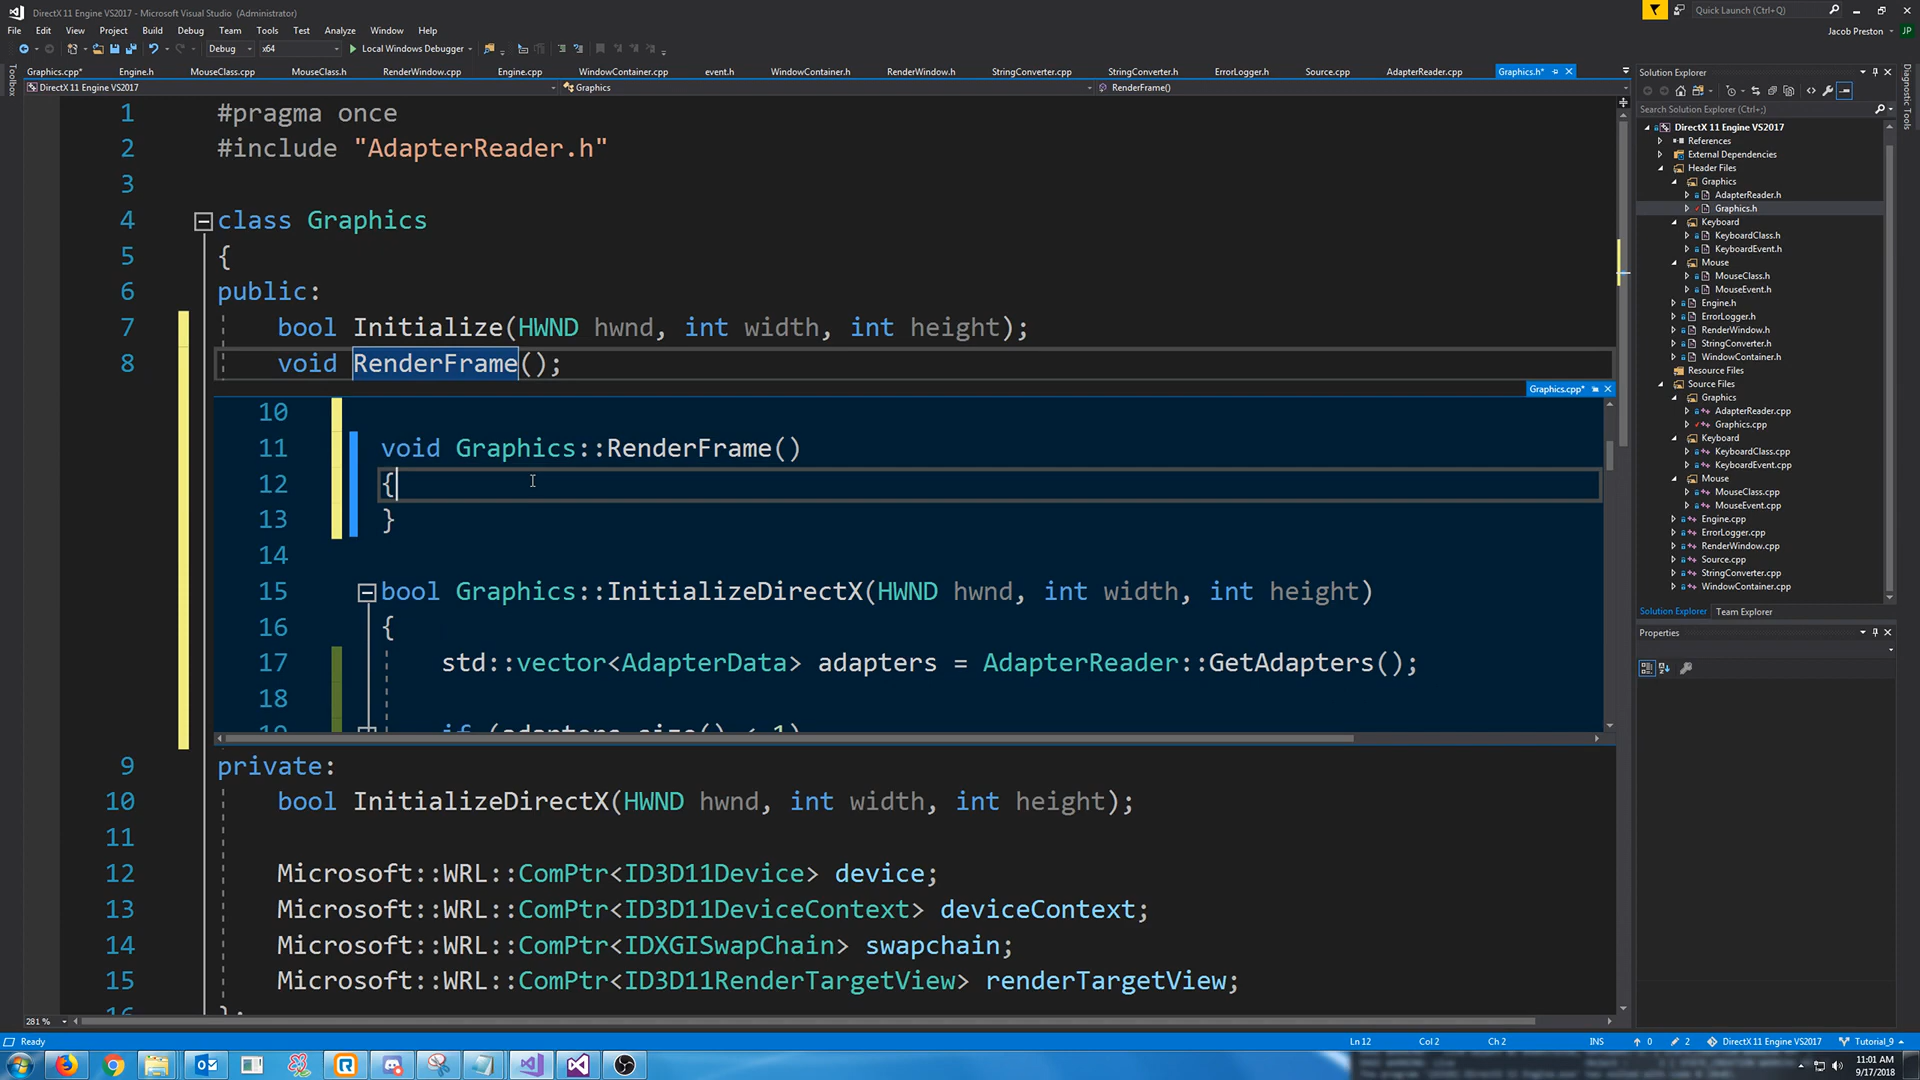 DirectX 11 Engine VS2017 - Microsoft Visual Studio (Administrator)
Quick Launch (Ctrl+Q)
File Edit View Project Build Debug Team Tools Test Analyze Window Help
Jacob Preston JP
Debug x64 Local Windows Debugger
Toolbox
Graphics.cpp* Engine.h MouseClass.cpp MouseClass.h RenderWindow.cpp Engine.cpp WindowContainer.cpp event.h WindowContainer.h RenderWindow.h StringConverter.cpp StringConverter.h ErrorLogger.h Source.cpp AdapterReader.cpp Graphics.h*
DirectX 11 Engine VS2017 Graphics RenderFrame()
1 #pragma once
2 #include "AdapterReader.h"
3
4 class Graphics
5 {
6 public:
7 bool Initialize(HWND hwnd, int width, int height);
8 void RenderFrame();
Graphics.cpp*
10
11 void Graphics::RenderFrame()
12 {
13 }
14
15 bool Graphics::InitializeDirectX(HWND hwnd, int width, int height)
16 {
17 std::vector<AdapterData> adapters = AdapterReader::GetAdapters();
18
19 if (adapters.size() < 1)
9 private:
10 bool InitializeDirectX(HWND hwnd, int width, int height);
11
12 Microsoft::WRL::ComPtr<ID3D11Device> device;
13 Microsoft::WRL::ComPtr<ID3D11DeviceContext> deviceContext;
14 Microsoft::WRL::ComPtr<IDXGISwapChain> swapchain;
15 Microsoft::WRL::ComPtr<ID3D11RenderTargetView> renderTargetView;
16 };
281 %
Solution Explorer
Search Solution Explorer (Ctrl+;)
DirectX 11 Engine VS2017
References
External Dependencies
Header Files
Graphics
AdapterReader.h
Graphics.h
Keyboard
KeyboardClass.h
KeyboardEvent.h
Mouse
MouseClass.h
MouseEvent.h
Engine.h
ErrorLogger.h
RenderWindow.h
StringConverter.h
WindowContainer.h
Resource Files
Source Files
Graphics
AdapterReader.cpp
Graphics.cpp
Keyboard
KeyboardClass.cpp
KeyboardEvent.cpp
Mouse
MouseClass.cpp
MouseEvent.cpp
Engine.cpp
ErrorLogger.cpp
RenderWindow.cpp
Source.cpp
StringConverter.cpp
WindowContainer.cpp
Solution Explorer Team Explorer
Properties
Diagnostic Tools
Ready Ln 12 Col 2 Ch 2 INS 0 2 DirectX 11 Engine VS2017 Tutorial_9
11:01 AM
9/17/2018